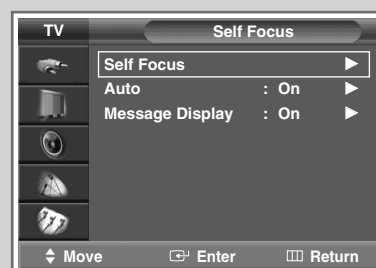 TV Self Focus
Self Focus
Auto : On
Message Display : On
Move Enter Return